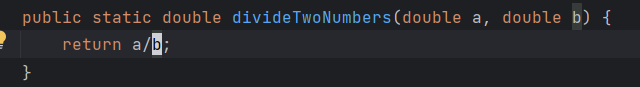 public static double divideTwoNumbers(double a, double b) {
    return a/b;
}